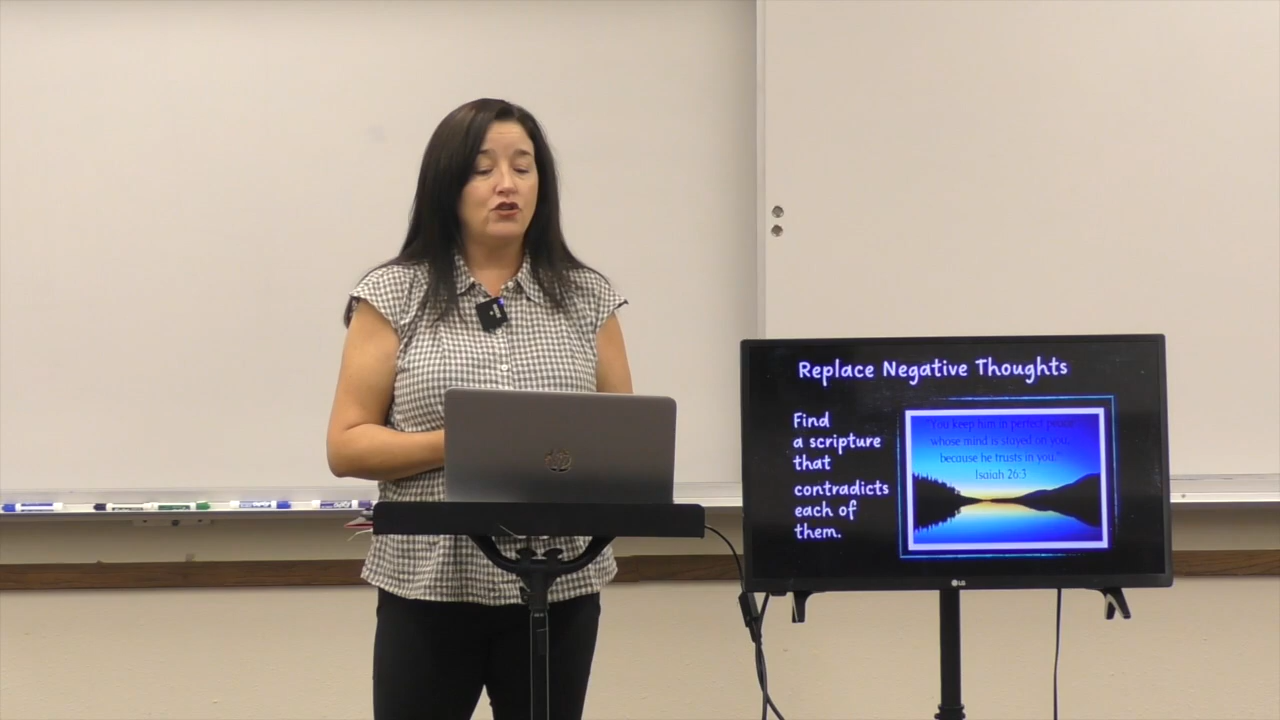 Replace Negative Thoughts
Find
a scripture
that
contradicts
each of
them.
"You keep him in perfect peace
whose mind is stayed on you,
because he trusts in you."
Isaiah 26:3
LG
hp